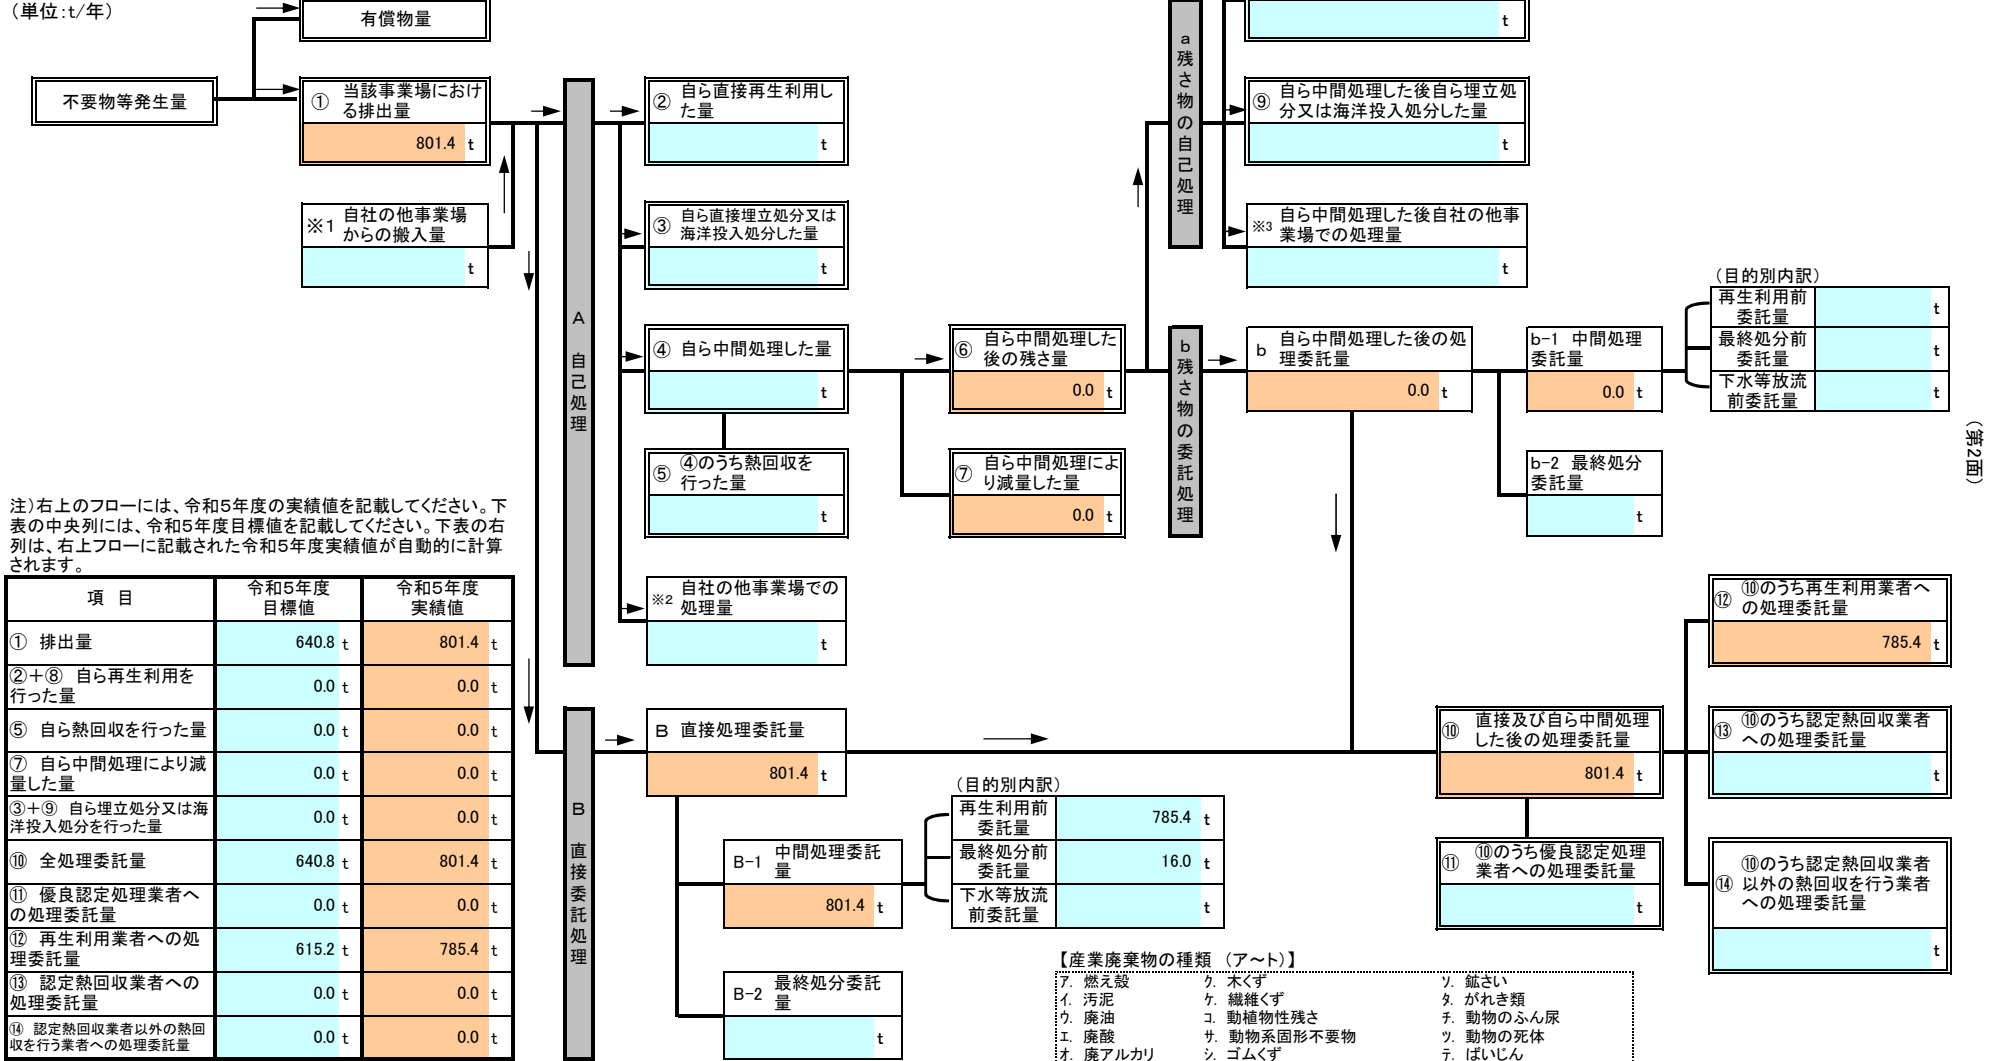 （単位：t/年）
有償物量
不要物等発生量
① 当該事業場におけ
る排出量
801.4 t
※1 自社の他事業場
からの搬入量
t
A 自己処理
② 自ら直接再生利用し
た量
t
③ 自ら直接埋立処分又は
海洋投入処分した量
t
④ 自ら中間処理した量
t
⑤ ④のうち熱回収を
行った量
t
※2 自社の他事業場での
処理量
t
⑥ 自ら中間処理した
後の残さ量
0.0 t
⑦ 自ら中間処理によ
り減量した量
0.0 t
a 残さ物の自己処理
t
⑨ 自ら中間処理した後自ら埋立処
分又は海洋投入処分した量
t
※3 自ら中間処理した後自社の他事
業場での処理量
t
b 残さ物の委託処理
b 自ら中間処理した後の処
理委託量
0.0 t
b-1 中間処理
委託量
0.0 t
（目的別内訳）
再生利用前
委託量 t
最終処分前
委託量 t
下水等放流
前委託量 t
b-2 最終処分
委託量
t
（第2面）
注）右上のフローには、令和5年度の実績値を記載してください。下
表の中央列には、令和5年度目標値を記載してください。下表の右
列は、右上フローに記載された令和5年度実績値が自動的に計算
されます。
項 目 令和5年度 目標値 令和5年度 実績値
① 排出量 640.8 t 801.4 t
②＋⑧ 自ら再生利用を
行った量 0.0 t 0.0 t
⑤ 自ら熱回収を行った量 0.0 t 0.0 t
⑦ 自ら中間処理により減
量した量 0.0 t 0.0 t
③＋⑨ 自ら埋立処分又は海
洋投入処分を行った量 0.0 t 0.0 t
⑩ 全処理委託量 640.8 t 801.4 t
⑪ 優良認定処理業者へ
の処理委託量 0.0 t 0.0 t
⑫ 再生利用業者への処
理委託量 615.2 t 785.4 t
⑬ 認定熱回収業者への
処理委託量 0.0 t 0.0 t
⑭ 認定熱回収業者以外の熱回
収を行う業者への処理委託量 0.0 t 0.0 t
B 直接委託処理
B 直接処理委託量
801.4 t
B-1 中間処理委託
量
801.4 t
（目的別内訳）
再生利用前
委託量 785.4 t
最終処分前
委託量 16.0 t
下水等放流
前委託量 t
B-2 最終処分委託
量
t
⑩ 直接及び自ら中間処理
した後の処理委託量
801.4 t
⑪ ⑩のうち優良認定処理
業者への処理委託量
t
⑫ ⑩のうち再生利用業者へ
の処理委託量
785.4 t
⑬ ⑩のうち認定熱回収業者
への処理委託量
t
⑭ ⑩のうち認定熱回収業者
以外の熱回収を行う業者
への処理委託量
t
【産業廃棄物の種類 （ア～ト）】
ア. 燃え殻 ク. 木くず ソ. 鉱さい
イ. 汚泥 ケ. 繊維くず タ. がれき類
ウ. 廃油 コ. 動植物性残さ チ. 動物のふん尿
エ. 廃酸 サ. 動物系固形不要物 ツ. 動物の死体
オ. 廃アルカリ シ. ゴムくず テ. ばいじん